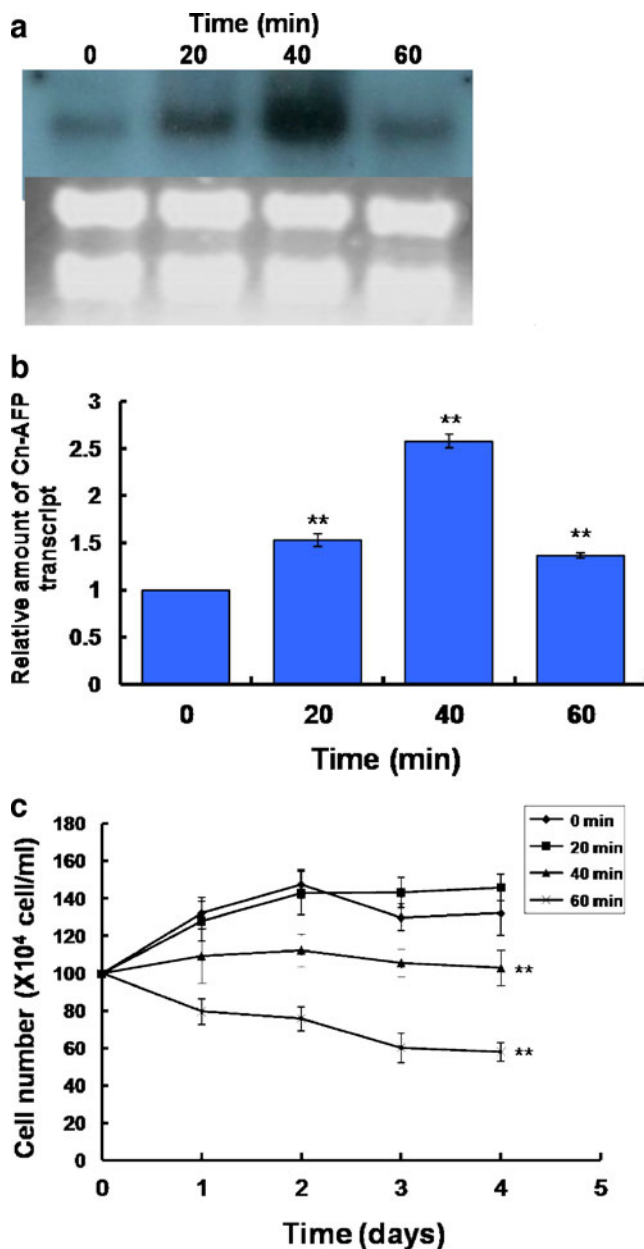 a
Time (min)
0 20 40 60
b
Relative amount of Cn-AFP
transcript
3
2.5
2
1.5
1
0.5
0
**
**
**
0 20 40 60
Time (min)
c
Cell number (X10⁴ cell/ml)
180
160
140
120
100
80
60
40
20
0
0 min
20 min
40 min
60 min
**
**
0 1 2 3 4 5
Time (days)